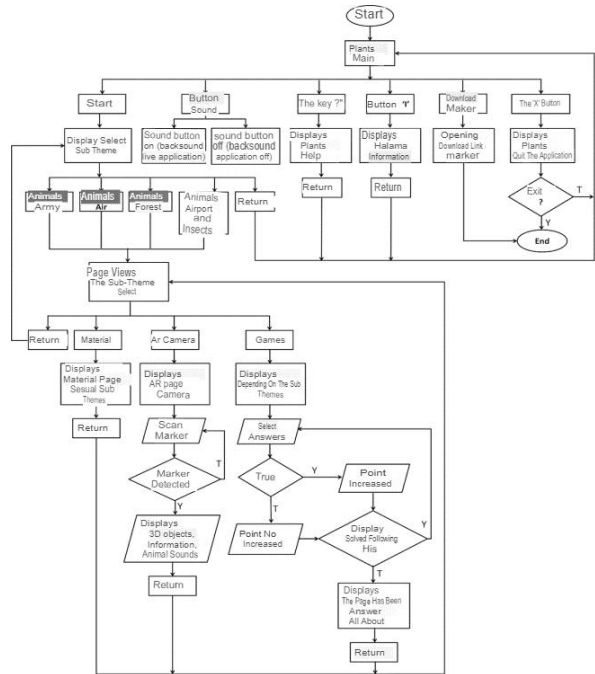 Start
Plants
Main
Start
Button
Sound
The key ?"
Button "I"
Download
Maker
The 'X' Button
Display Select
Sub Theme
Sound button
on (backsound
live application)
sound button
off (backsound
application off)
Displays
Plants
Help
Displays
Halama
Information
Opening
Download Link
marker
Displays
Plants
Quit The Application
Return
Return
Exit
?
T
Y
End
Animals
Army
Animals
Air
Animals
Forest
Animals
Airport
and
Insects
Return
Page Views
The Sub-Theme
Select
Return
Material
Ar Camera
Games
Displays
Material Page
Sesual Sub
Themes
Displays
AR page
Camera
Displays
Depending On The Sub
Themes
Return
Scan
Marker
Select
Answers
T
Marker
Detected
Y
True
Y
Point
Increased
T
Displays
3D objects,
Information,
Animal Sounds
Point No
Increased
Display
Solved Following
His
Y
T
Return
Displays
The Page Has Been
Answer
All About
Return